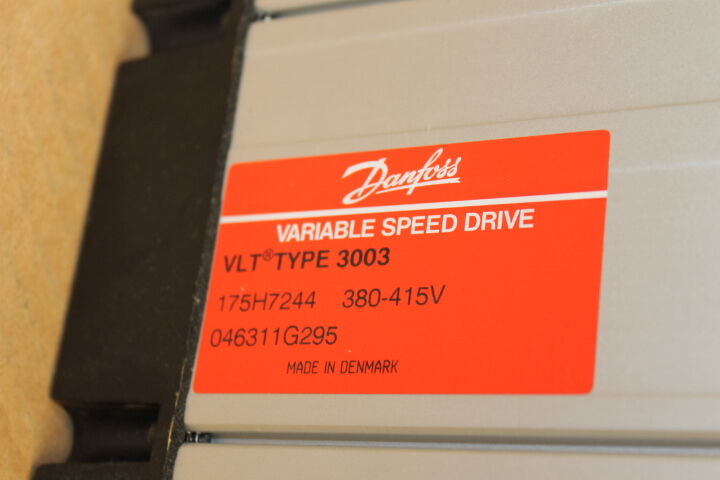 Danfoss
VARIABLE SPEED DRIVE
VLT® TYPE 3003
175H7244 380-415V
046311G295
MADE IN DENMARK